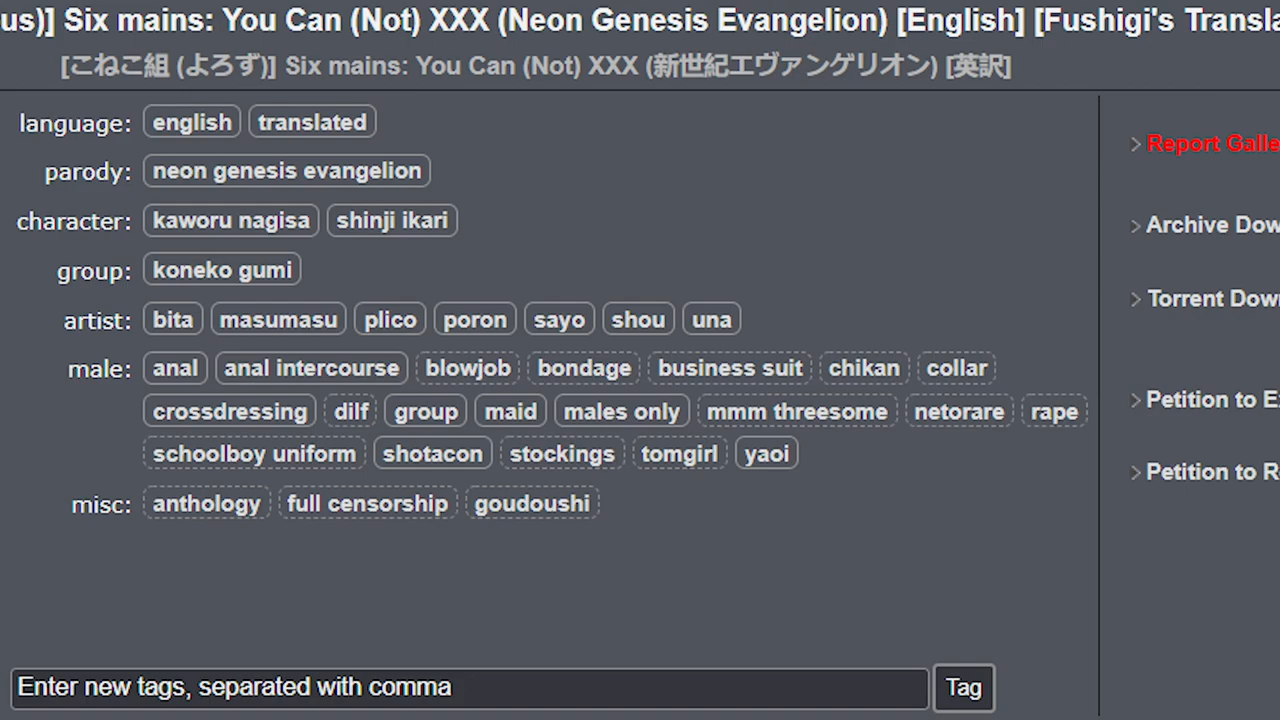 us)] Six mains: You Can (Not) XXX (Neon Genesis Evangelion) [English] [Fushigi's Transla
[こねこ組 (よろず)] Six mains: You Can (Not) XXX (新世紀エヴァンゲリオン) [英訳]
language: english translated
parody: neon genesis evangelion
character: kaworu nagisa shinji ikari
group: koneko gumi
artist: bita masumasu plico poron sayo shou una
male: anal anal intercourse blowjob bondage business suit chikan collar
crossdressing dilf group maid males only mmm threesome netorare rape
schoolboy uniform shotacon stockings tomgirl yaoi
misc: anthology full censorship goudoushi
> Report Galle
> Archive Dow
> Torrent Down
> Petition to E
> Petition to R
Enter new tags, separated with comma
Tag